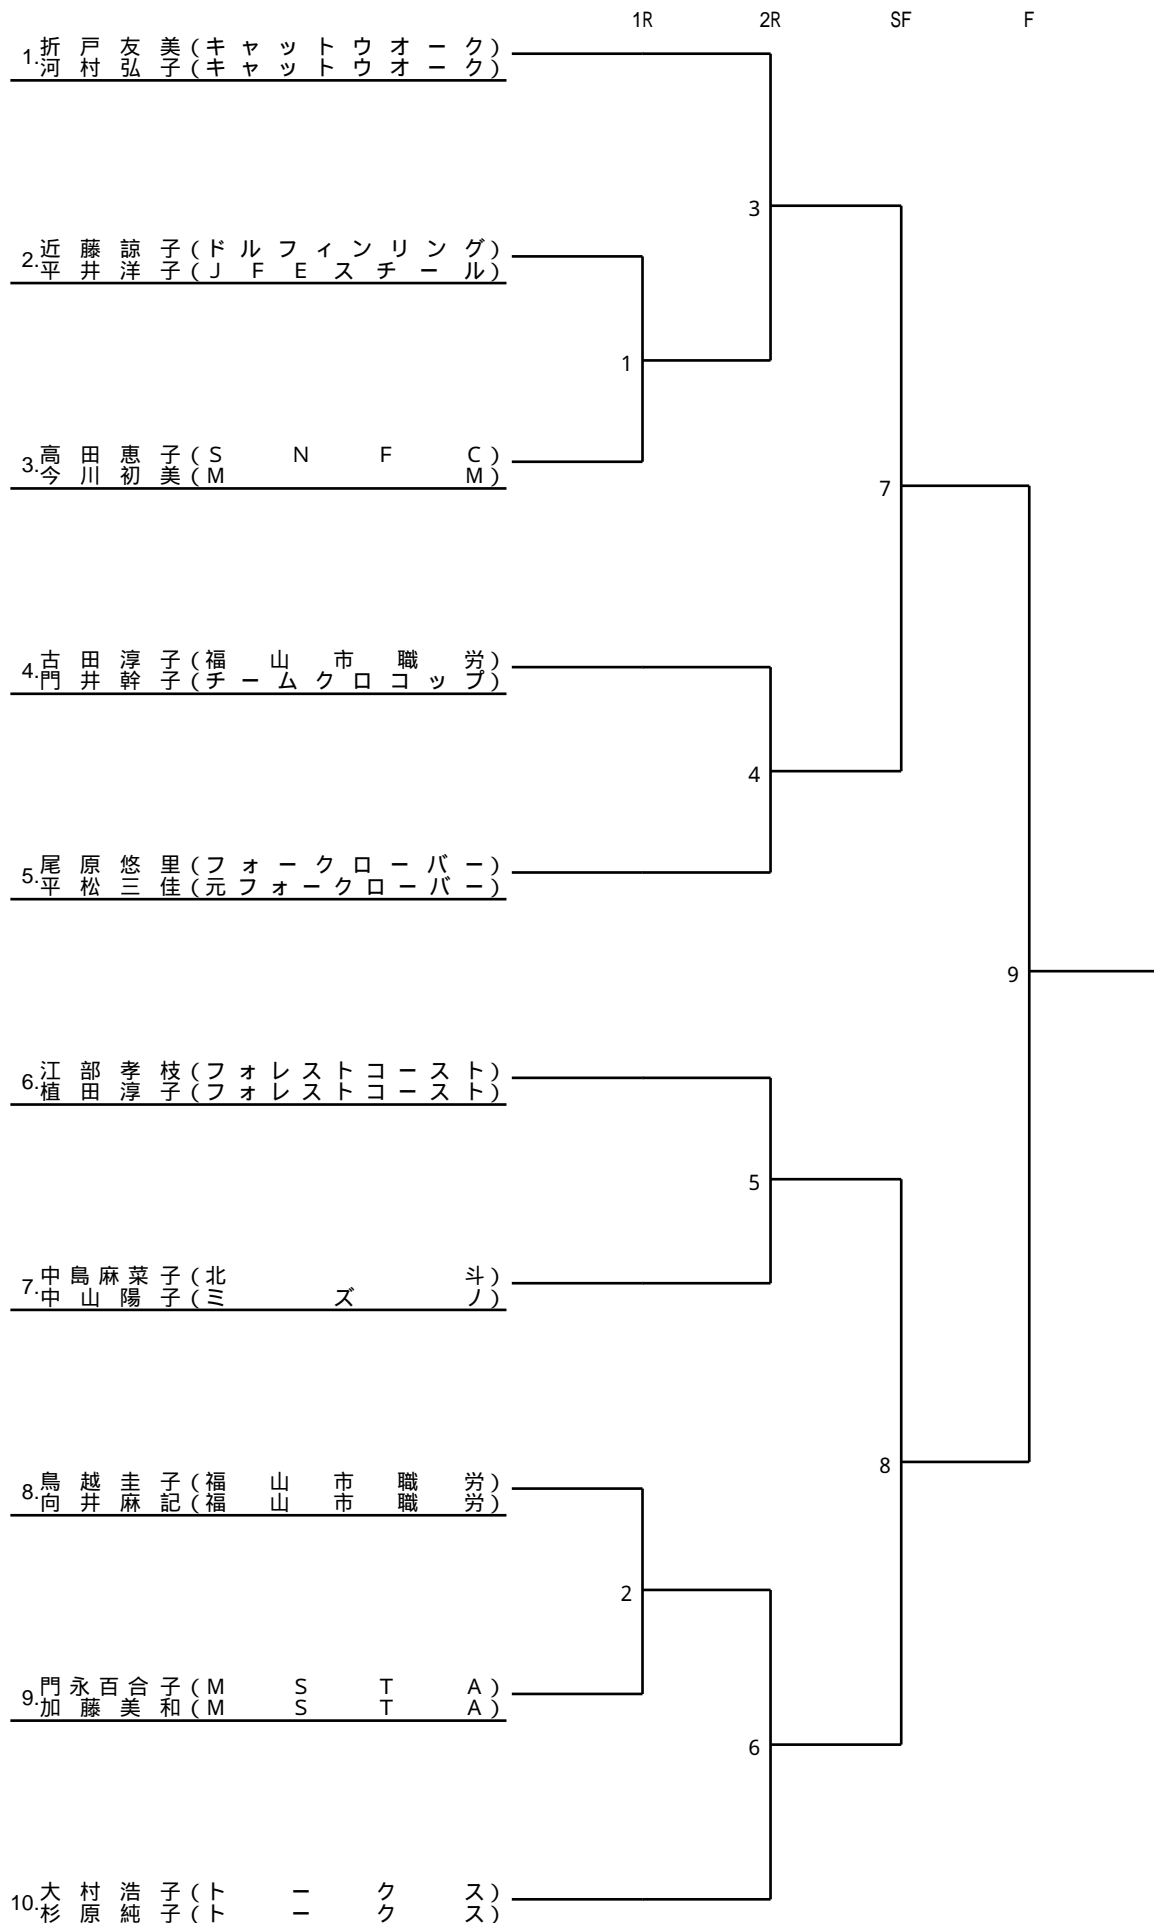 1R 2R SF F
1.折戸友美(キャットウオーク)
河村弘子(キャットウオーク)
3
2.近藤諒子(ドルフィンリング)
平井洋子(JFEスチール)
1
3.高田恵子(SNFC)
今川初美(MM)
7
4.古田淳子(福山市職労)
門井幹子(チームクロコップ)
4
5.尾原悠里(フォークローバー)
平松三佳(元フォークローバー)
9
6.江部孝枝(フォレストコースト)
植田淳子(フォレストコースト)
5
7.中島麻菜子(北斗)
中山陽子(ミズノ)
8
8.鳥越圭子(福山市職労)
向井麻記(福山市職労)
2
9.門永百合子(MSTA)
加藤美和(MSTA)
6
10.大村浩子(トークス)
杉原純子(トークス)